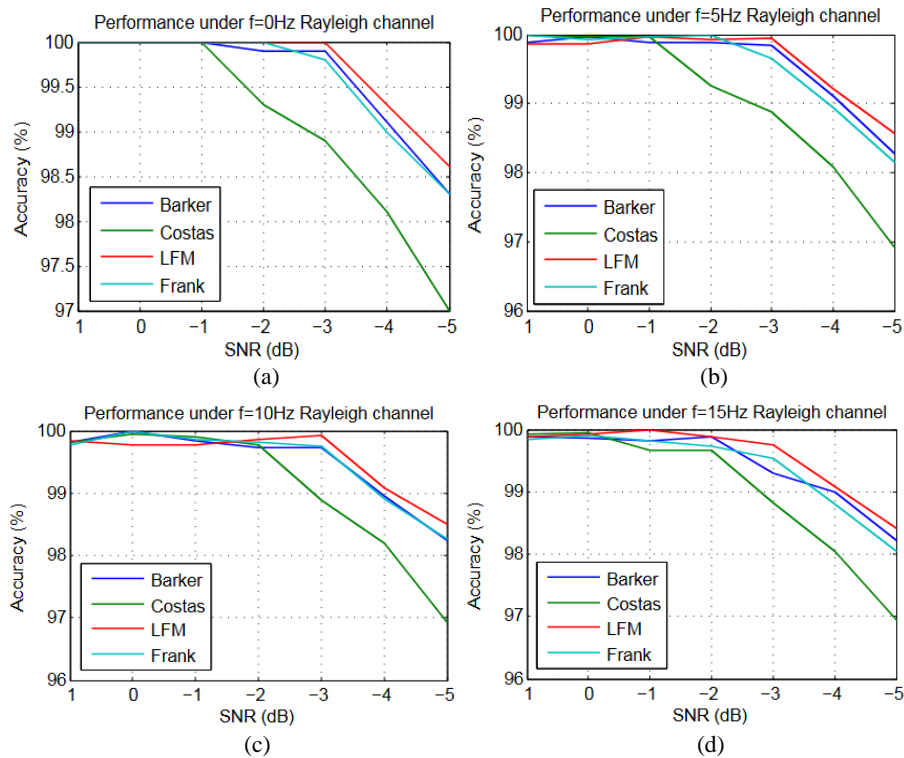 Performance under f=0Hz Rayleigh channel
100
99.5
99
98.5
98
97.5
97
Accuracy (%)
Barker
Costas
LFM
Frank
1 0 −1 −2 −3 −4 −5
SNR (dB)
(a)
Performance under f=5Hz Rayleigh channel
100
99
98
97
96
Accuracy (%)
Barker
Costas
LFM
Frank
1 0 −1 −2 −3 −4 −5
SNR (dB)
(b)
Performance under f=10Hz Rayleigh channel
100
99
98
97
96
Accuracy (%)
Barker
Costas
LFM
Frank
1 0 −1 −2 −3 −4 −5
SNR (dB)
(c)
Performance under f=15Hz Rayleigh channel
100
99
98
97
96
Accuracy (%)
Barker
Costas
LFM
Frank
1 0 −1 −2 −3 −4 −5
SNR (dB)
(d)